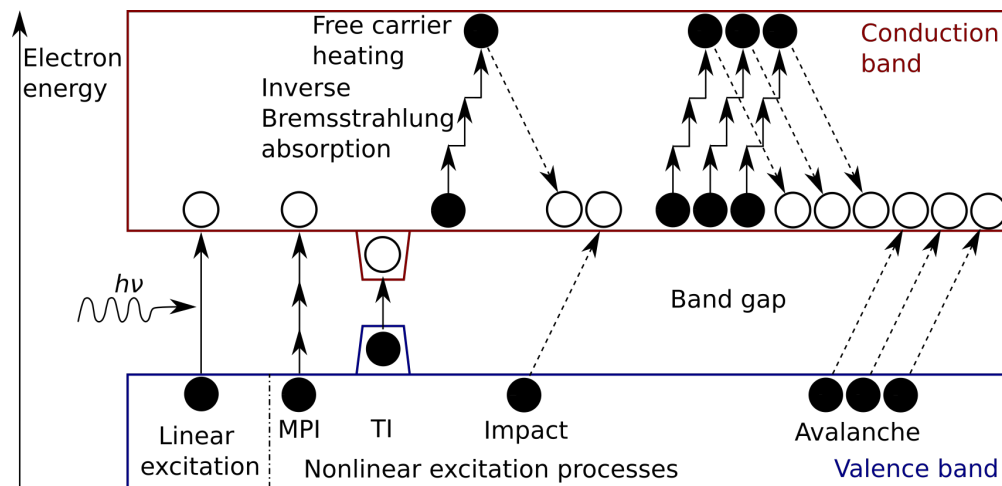 Electron
energy
Free carrier
heating
Inverse
Bremsstrahlung
absorption
Conduction
band
hν
Band gap
Linear
excitation
MPI
TI
Impact
Avalanche
Nonlinear excitation processes
Valence band